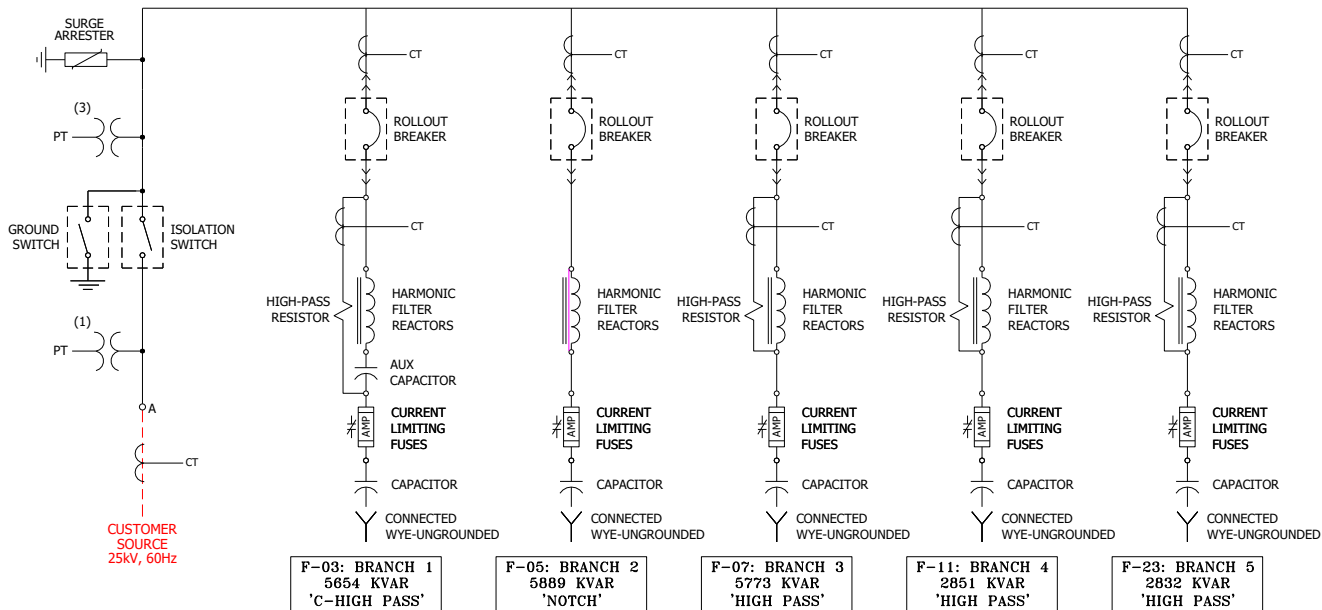 SURGE
ARRESTER
(3)
PT
GROUND
SWITCH
ISOLATION
SWITCH
(1)
PT
A
CT
CUSTOMER
SOURCE
25kV, 60Hz
CT
ROLLOUT
BREAKER
CT
HIGH-PASS
RESISTOR
HARMONIC
FILTER
REACTORS
AUX
CAPACITOR
AMP
CURRENT
LIMITING
FUSES
CAPACITOR
CONNECTED
WYE-UNGROUNDED
F-03: BRANCH 1
5654 KVAR
'C-HIGH PASS'
CT
ROLLOUT
BREAKER
HARMONIC
FILTER
REACTORS
AMP
CURRENT
LIMITING
FUSES
CAPACITOR
CONNECTED
WYE-UNGROUNDED
F-05: BRANCH 2
5889 KVAR
'NOTCH'
CT
ROLLOUT
BREAKER
CT
HIGH-PASS
RESISTOR
HARMONIC
FILTER
REACTORS
AMP
CURRENT
LIMITING
FUSES
CAPACITOR
CONNECTED
WYE-UNGROUNDED
F-07: BRANCH 3
5773 KVAR
'HIGH PASS'
CT
ROLLOUT
BREAKER
CT
HIGH-PASS
RESISTOR
HARMONIC
FILTER
REACTORS
AMP
CURRENT
LIMITING
FUSES
CAPACITOR
CONNECTED
WYE-UNGROUNDED
F-11: BRANCH 4
2851 KVAR
'HIGH PASS'
CT
ROLLOUT
BREAKER
CT
HIGH-PASS
RESISTOR
HARMONIC
FILTER
REACTORS
AMP
CURRENT
LIMITING
FUSES
CAPACITOR
CONNECTED
WYE-UNGROUNDED
F-23: BRANCH 5
2832 KVAR
'HIGH PASS'